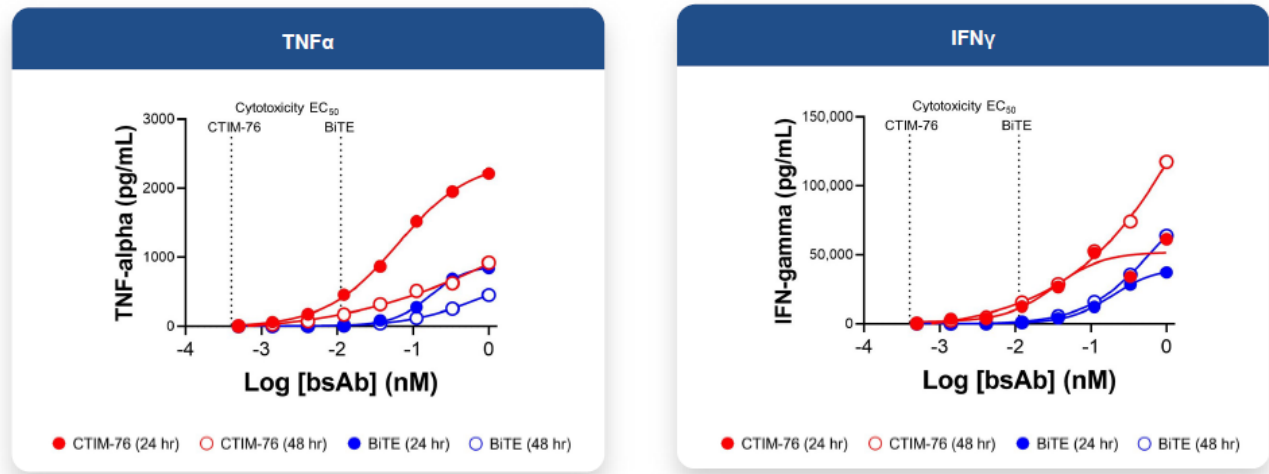 TNFα
Cytotoxicity EC₅₀
CTIM-76 BiTE
3000
2000
1000
0
TNF-alpha (pg/mL)
-4 -3 -2 -1 0
Log [bsAb] (nM)
CTIM-76 (24 hr) CTIM-76 (48 hr) BiTE (24 hr) BiTE (48 hr)
IFNγ
Cytotoxicity EC₅₀
CTIM-76 BiTE
150,000
100,000
50,000
0
IFN-gamma (pg/mL)
-4 -3 -2 -1 0
Log [bsAb] (nM)
CTIM-76 (24 hr) CTIM-76 (48 hr) BiTE (24 hr) BiTE (48 hr)